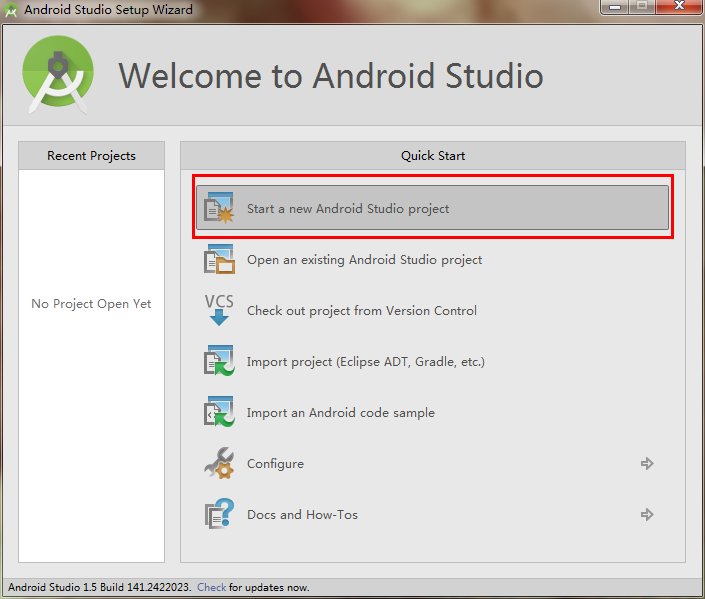 Android Studio Setup Wizard
Welcome to Android Studio
Recent Projects
No Project Open Yet
Quick Start
Start a new Android Studio project
Open an existing Android Studio project
VCS
Check out project from Version Control
Import project (Eclipse ADT, Gradle, etc.)
Import an Android code sample
Configure
Docs and How-Tos
Android Studio 1.5 Build 141.2422023. Check for updates now.